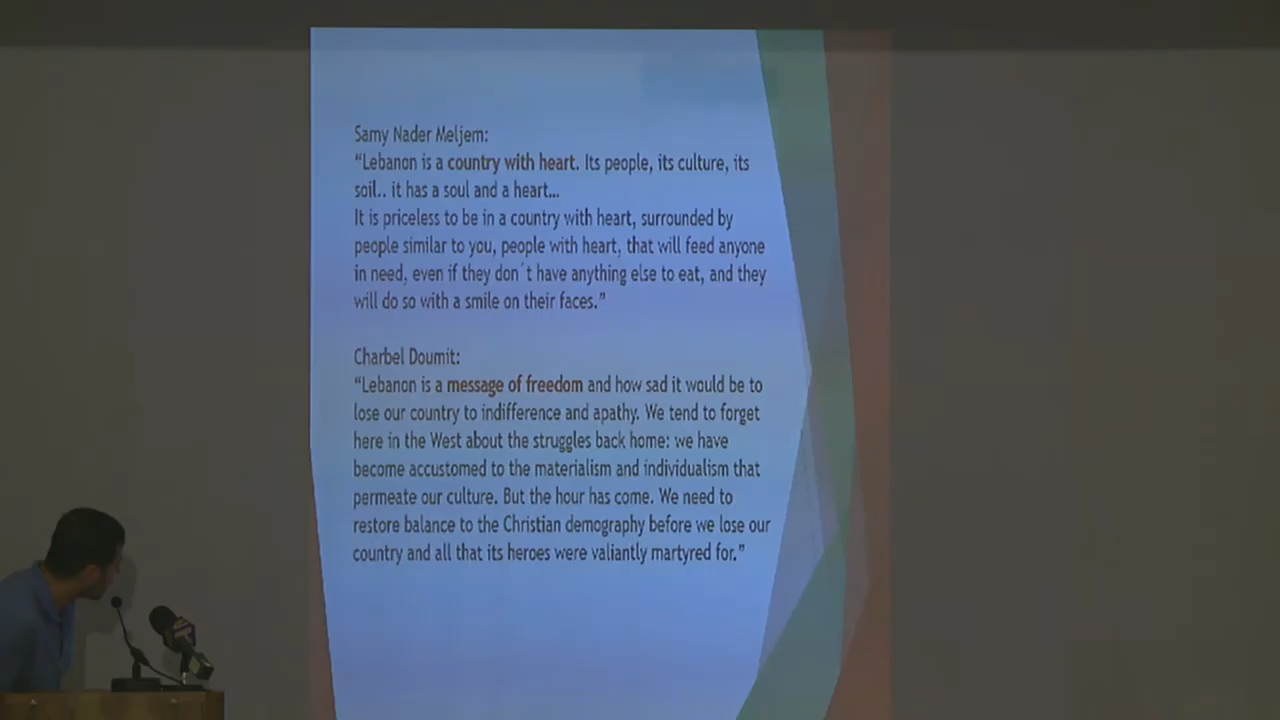 Samy Nader Meljem:
“Lebanon is a country with heart. Its people, its culture, its
soil.. it has a soul and a heart...
It is priceless to be in a country with heart, surrounded by
people similar to you, people with heart, that will feed anyone
in need, even if they don´t have anything else to eat, and they
will do so with a smile on their faces.”
Charbel Doumit:
“Lebanon is a message of freedom and how sad it would be to
lose our country to indifference and apathy. We tend to forget
here in the West about the struggles back home: we have
become accustomed to the materialism and individualism that
permeate our culture. But the hour has come. We need to
restore balance to the Christian demography before we lose our
country and all that its heroes were valiantly martyred for.”